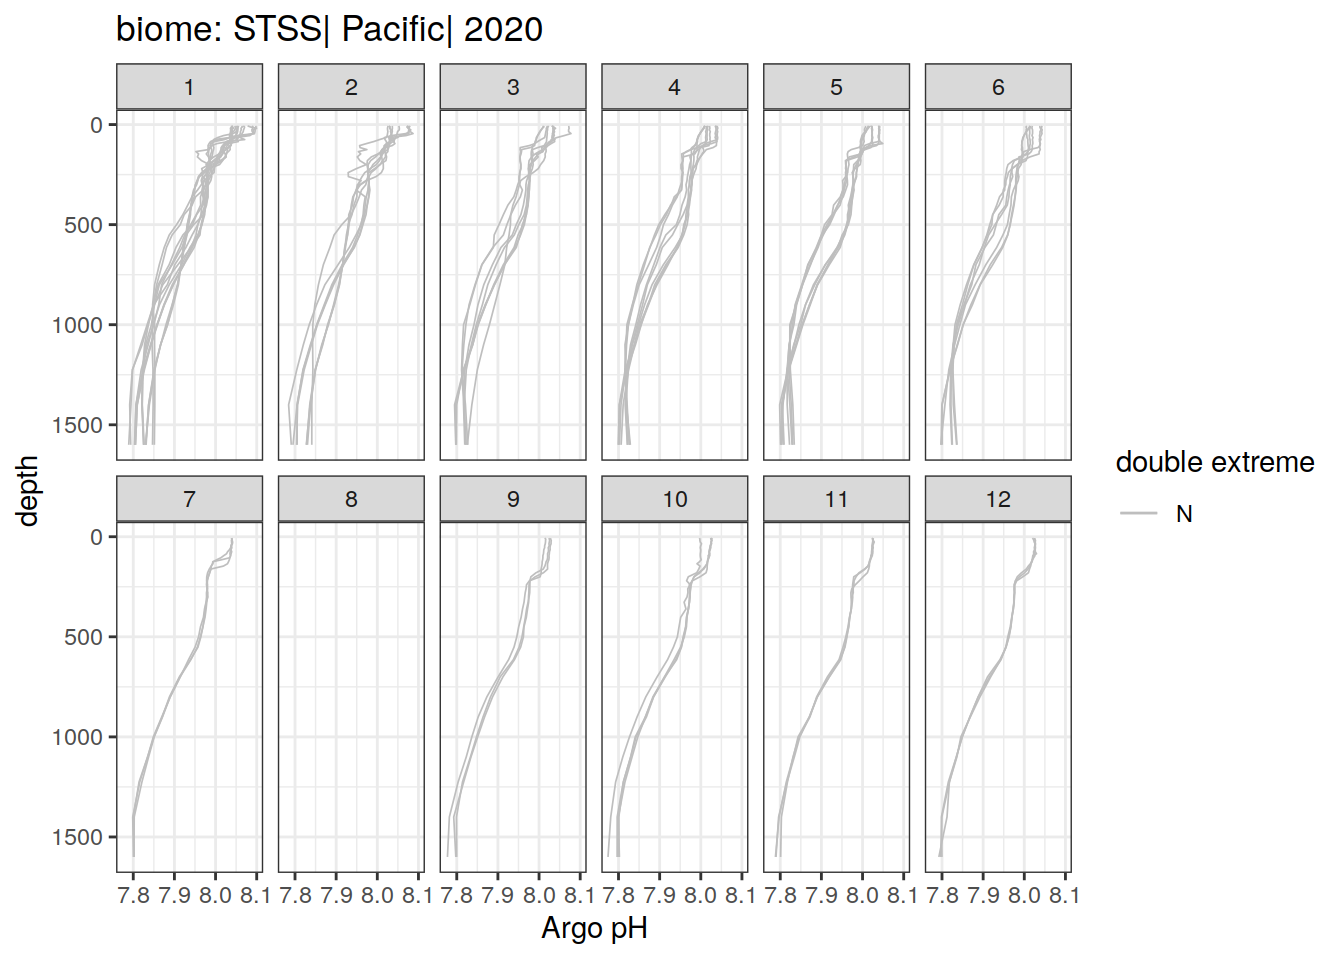 biome: STSS| Pacific| 2020
1 2 3 4 5 6
0
500
1000
1500
7 8 9 10 11 12
0
500
1000
1500
7.8 7.9 8.0 8.1 7.8 7.9 8.0 8.1 7.8 7.9 8.0 8.1 7.8 7.9 8.0 8.1 7.8 7.9 8.0 8.1 7.8 7.9 8.0 8.1
Argo pH
depth
double extreme
N